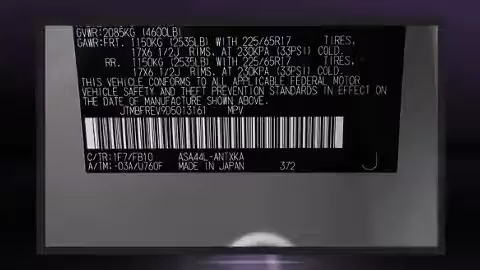 GVWR: 2085KG (4600LB)
GAWR: FRT. 1150KG (2535LB) WITH 225/65R17 TIRES,
17X6 1/2J RIMS, AT 230KPA (33PSI) COLD.
RR. 1150KG (2535LB) WITH 225/65R17 TIRES,
17X6 1/2J RIMS, AT 230KPA (33PSI) COLD.
THIS VEHICLE CONFORMS TO ALL APPLICABLE FEDERAL MOTOR
VEHICLE SAFETY AND THEFT PREVENTION STANDARDS IN EFFECT ON
THE DATE OF MANUFACTURE SHOWN ABOVE.
JTMBFREV9D5013161 MPV
C/TR: 1F7/FB10 ASA44L-ANTXKA
A/TM: -03A/U760F MADE IN JAPAN 372 J